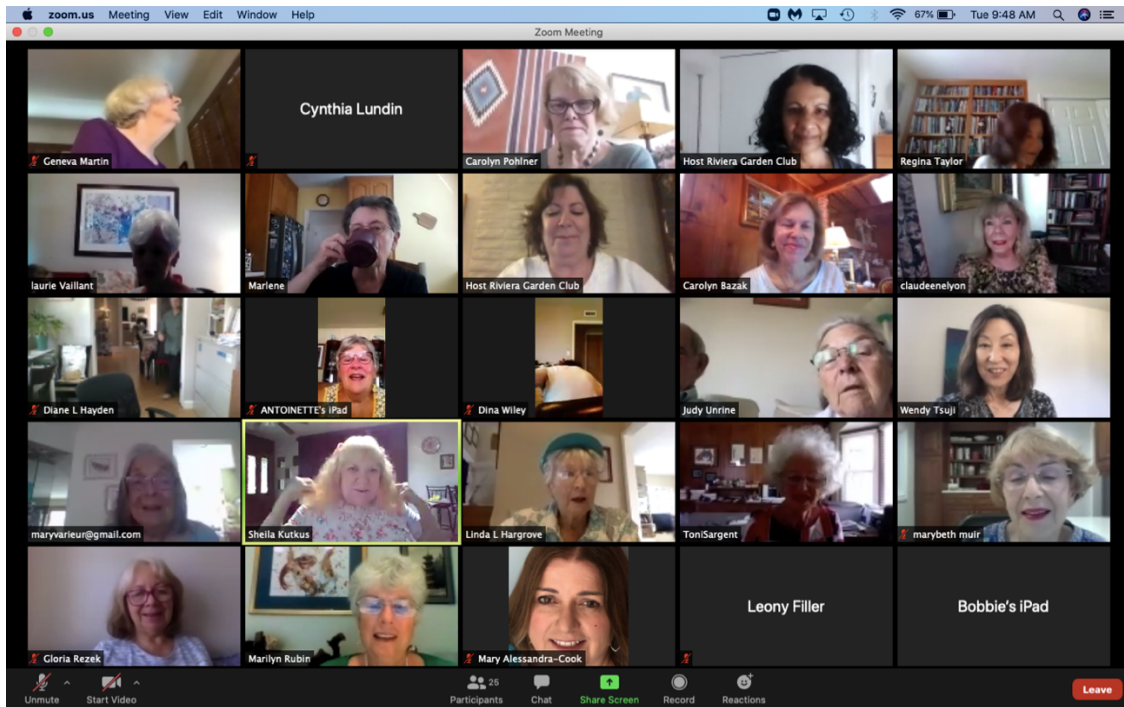 zoom.us Meeting View Edit Window Help 67% Tue 9:48 AM
Zoom Meeting
Geneva Martin
Cynthia Lundin
Carolyn Pohlner
Host Riviera Garden Club
Regina Taylor
laurie Vaillant
Marlene
Host Riviera Garden Club
Carolyn Bazak
claudeenelyon
Diane L Hayden
ANTOINETTE's iPad
Dina Wiley
Judy Unrine
Wendy Tsuji
maryvarieur@gmail.com
Sheila Kutkus
Linda L Hargrove
ToniSargent
marybeth muir
Gloria Rezek
Marilyn Rubin
Mary Alessandra-Cook
Leony Filler
Bobbie's iPad
25
Unmute
Start Video
Participants
Chat
Share Screen
Record
Reactions
Leave